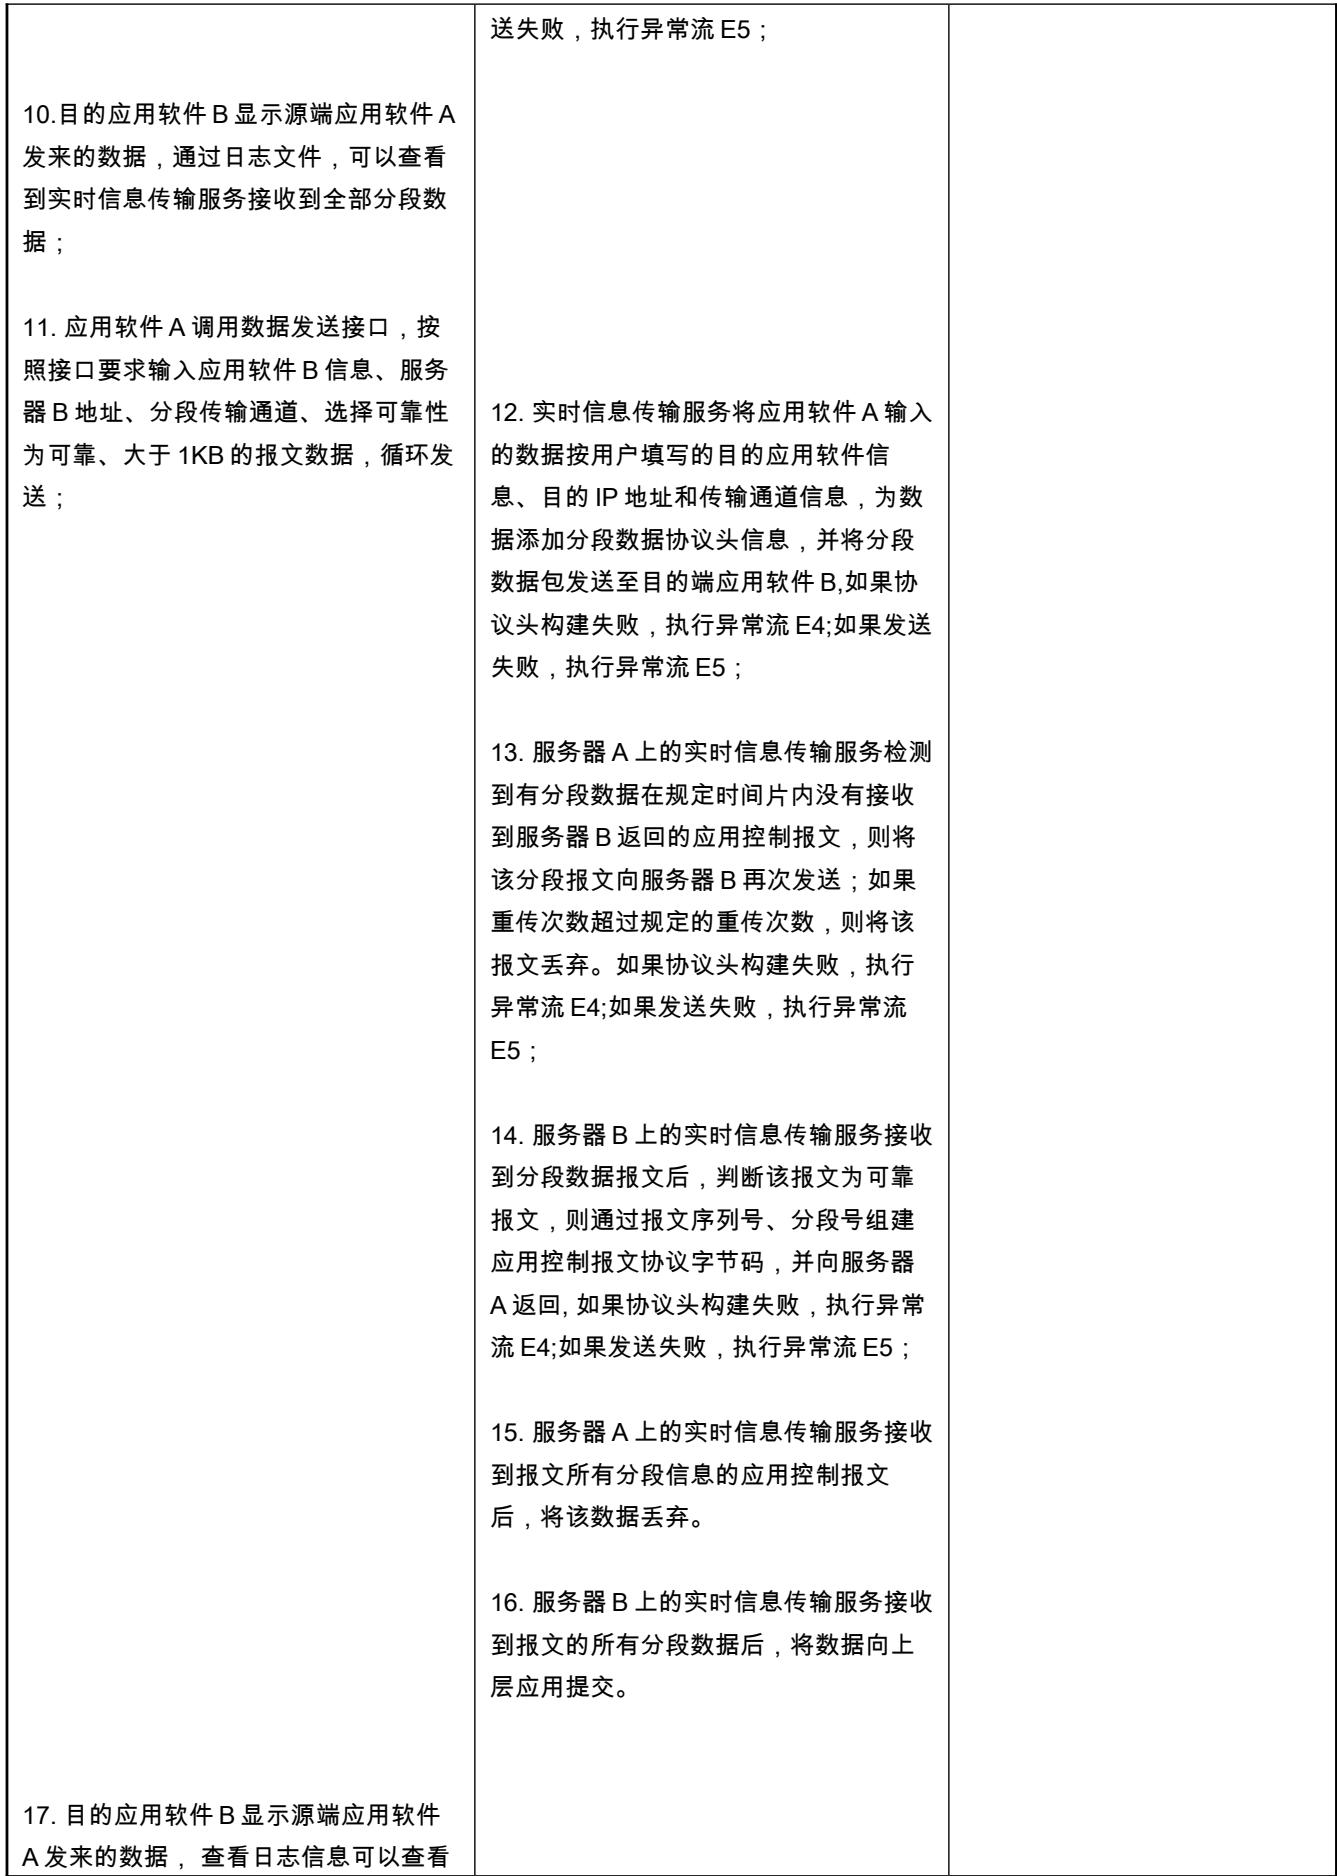 送失败，执行异常流 E5；
10.目的应用软件 B 显示源端应用软件 A
发来的数据，通过日志文件，可以查看
到实时信息传输服务接收到全部分段数
据；
11. 应用软件 A 调用数据发送接口，按
照接口要求输入应用软件 B 信息、服务
器 B 地址、分段传输通道、选择可靠性
为可靠、大于 1KB 的报文数据，循环发
送；
12. 实时信息传输服务将应用软件 A 输入
的数据按用户填写的目的应用软件信
息、目的 IP 地址和传输通道信息，为数
据添加分段数据协议头信息，并将分段
数据包发送至目的端应用软件 B,如果协
议头构建失败，执行异常流 E4;如果发送
失败，执行异常流 E5；
13. 服务器 A 上的实时信息传输服务检测
到有分段数据在规定时间片内没有接收
到服务器 B 返回的应用控制报文，则将
该分段报文向服务器 B 再次发送；如果
重传次数超过规定的重传次数，则将该
报文丢弃。如果协议头构建失败，执行
异常流 E4;如果发送失败，执行异常流
E5；
14. 服务器 B 上的实时信息传输服务接收
到分段数据报文后，判断该报文为可靠
报文，则通过报文序列号、分段号组建
应用控制报文协议字节码，并向服务器
A 返回, 如果协议头构建失败，执行异常
流 E4;如果发送失败，执行异常流 E5；
15. 服务器 A 上的实时信息传输服务接收
到报文所有分段信息的应用控制报文
后，将该数据丢弃。
16. 服务器 B 上的实时信息传输服务接收
到报文的所有分段数据后，将数据向上
层应用提交。
17. 目的应用软件 B 显示源端应用软件
A 发来的数据， 查看日志信息可以查看